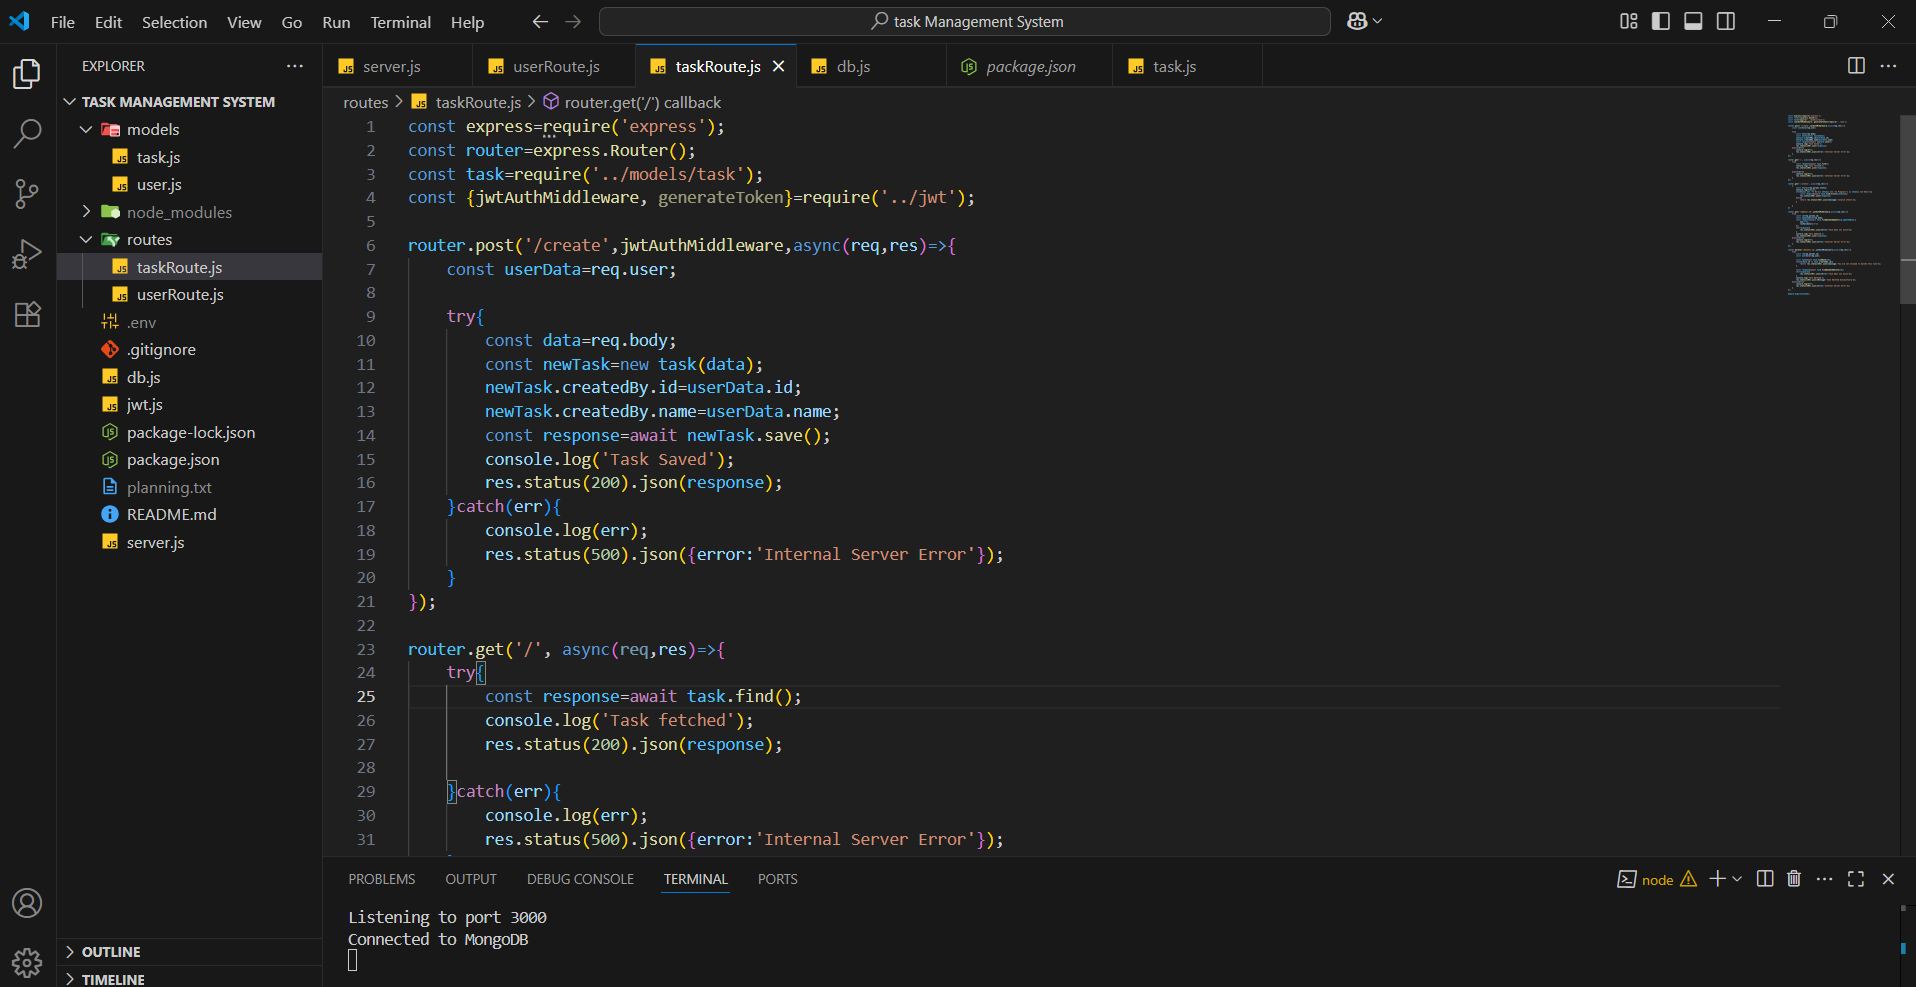 File Edit Selection View Go Run Terminal Help
task Management System
EXPLORER
TASK MANAGEMENT SYSTEM
models
task.js
user.js
node_modules
routes
taskRoute.js
userRoute.js
.env
.gitignore
db.js
jwt.js
package-lock.json
package.json
planning.txt
README.md
server.js
OUTLINE
TIMELINE
server.js userRoute.js taskRoute.js db.js package.json task.js
routes > taskRoute.js > router.get('/') callback
1 const express=require('express');
2 const router=express.Router();
3 const task=require('../models/task');
4 const {jwtAuthMiddleware, generateToken}=require('../jwt');
5
6 router.post('/create',jwtAuthMiddleware,async(req,res)=>{
7     const userData=req.user;
8
9     try{
10         const data=req.body;
11         const newTask=new task(data);
12         newTask.createdBy.id=userData.id;
13         newTask.createdBy.name=userData.name;
14         const response=await newTask.save();
15         console.log('Task Saved');
16         res.status(200).json(response);
17     }catch(err){
18         console.log(err);
19         res.status(500).json({error:'Internal Server Error'});
20     }
21 });
22
23 router.get('/', async(req,res)=>{
24     try{
25         const response=await task.find();
26         console.log('Task fetched');
27         res.status(200).json(response);
28
29     }catch(err){
30         console.log(err);
31         res.status(500).json({error:'Internal Server Error'});
PROBLEMS OUTPUT DEBUG CONSOLE TERMINAL PORTS
node
Listening to port 3000
Connected to MongoDB